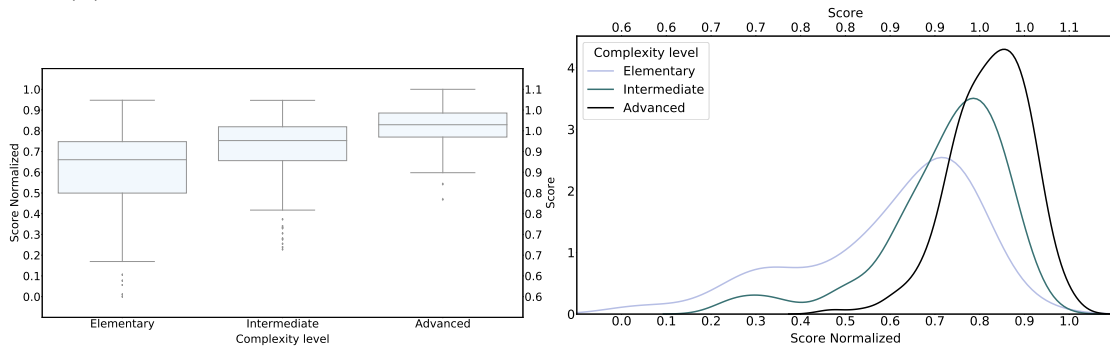 Score Normalized
1.0
0.9
0.8
0.7
0.6
0.5
0.4
0.3
0.2
0.1
0.0
1.1
1.0
1.0
0.9
0.9
0.8
0.8
0.7
0.7
0.6
0.6
Score
Elementary Intermediate Advanced
Complexity level
Score
0.6 0.6 0.7 0.7 0.8 0.8 0.9 0.9 1.0 1.0 1.1
Complexity level
Elementary
Intermediate
Advanced
4
3
2
1
0
0.0 0.1 0.2 0.3 0.4 0.5 0.6 0.7 0.8 0.9 1.0
Score Normalized